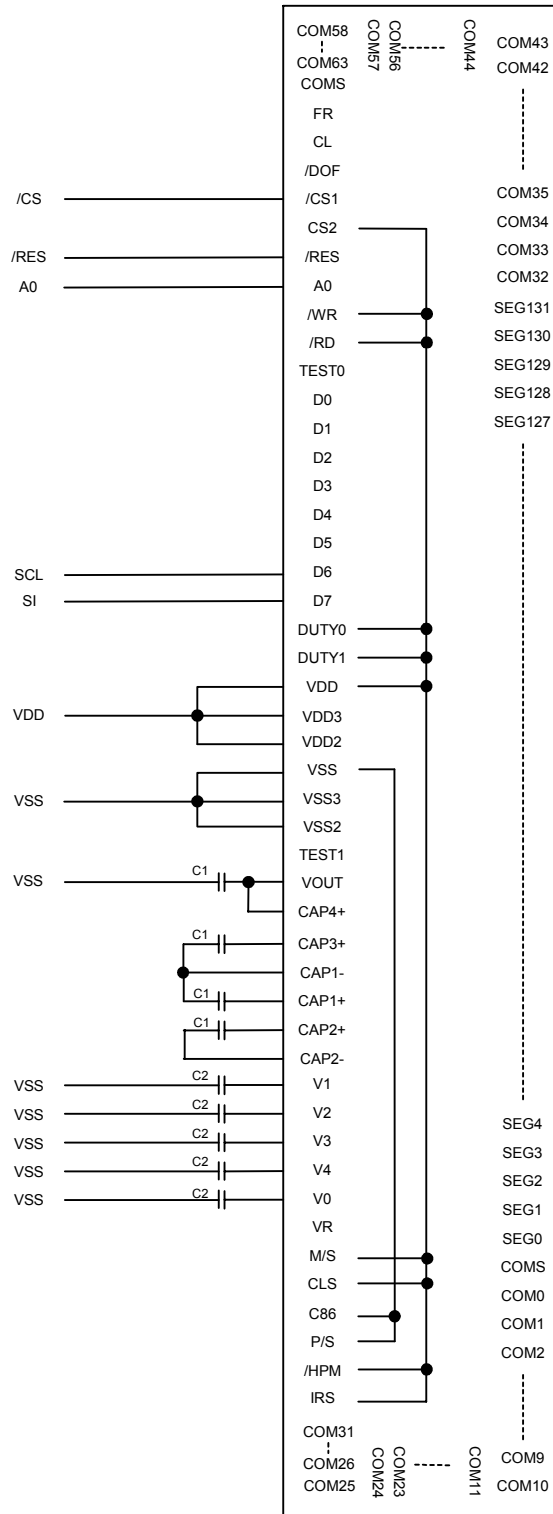 COM58
COM63
COMS
COM57
COM56
COM44
COM43
COM42
FR
CL
/DOF
/CS
/CS1
COM35
CS2
COM34
/RES
/RES
COM33
A0
A0
COM32
/WR
SEG131
/RD
SEG130
TEST0
SEG129
D0
SEG128
D1
SEG127
D2
D3
D4
D5
SCL
D6
SI
D7
DUTY0
DUTY1
VDD
VDD
VDD3
VDD2
VSS
VSS
VSS3
VSS2
TEST1
VSS
C1
VOUT
CAP4+
C1
CAP3+
CAP1-
C1
CAP1+
C1
CAP2+
CAP2-
VSS
C2
V1
VSS
C2
V2
SEG4
VSS
C2
V3
SEG3
VSS
C2
V4
SEG2
VSS
C2
V0
SEG1
VR
SEG0
M/S
COMS
CLS
COM0
C86
COM1
P/S
COM2
/HPM
IRS
COM31
COM26
COM25
COM24
COM23
COM11
COM9
COM10